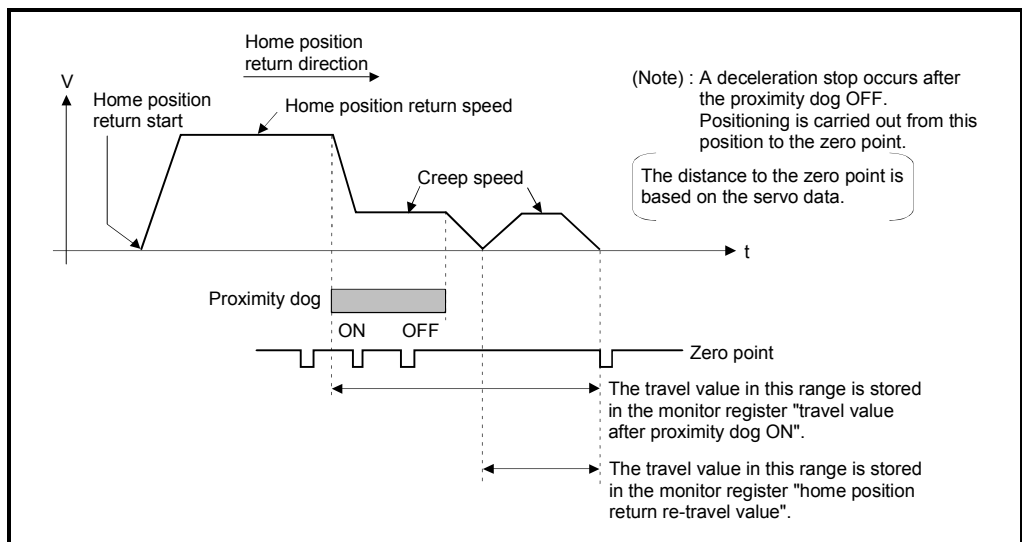 Home position
return direction
V
Home position
return start
Home position return speed
(Note) : A deceleration stop occurs after
the proximity dog OFF.
Positioning is carried out from this
position to the zero point.
The distance to the zero point is
based on the servo data.
Creep speed
t
Proximity dog
ON OFF
Zero point
The travel value in this range is stored
in the monitor register "travel value
after proximity dog ON".
The travel value in this range is stored
in the monitor register "home position
return re-travel value".